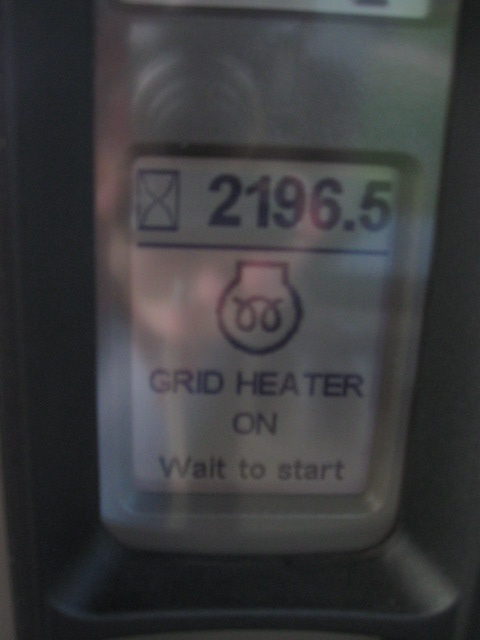 2196.5
GRID HEATER
ON
Wait to start